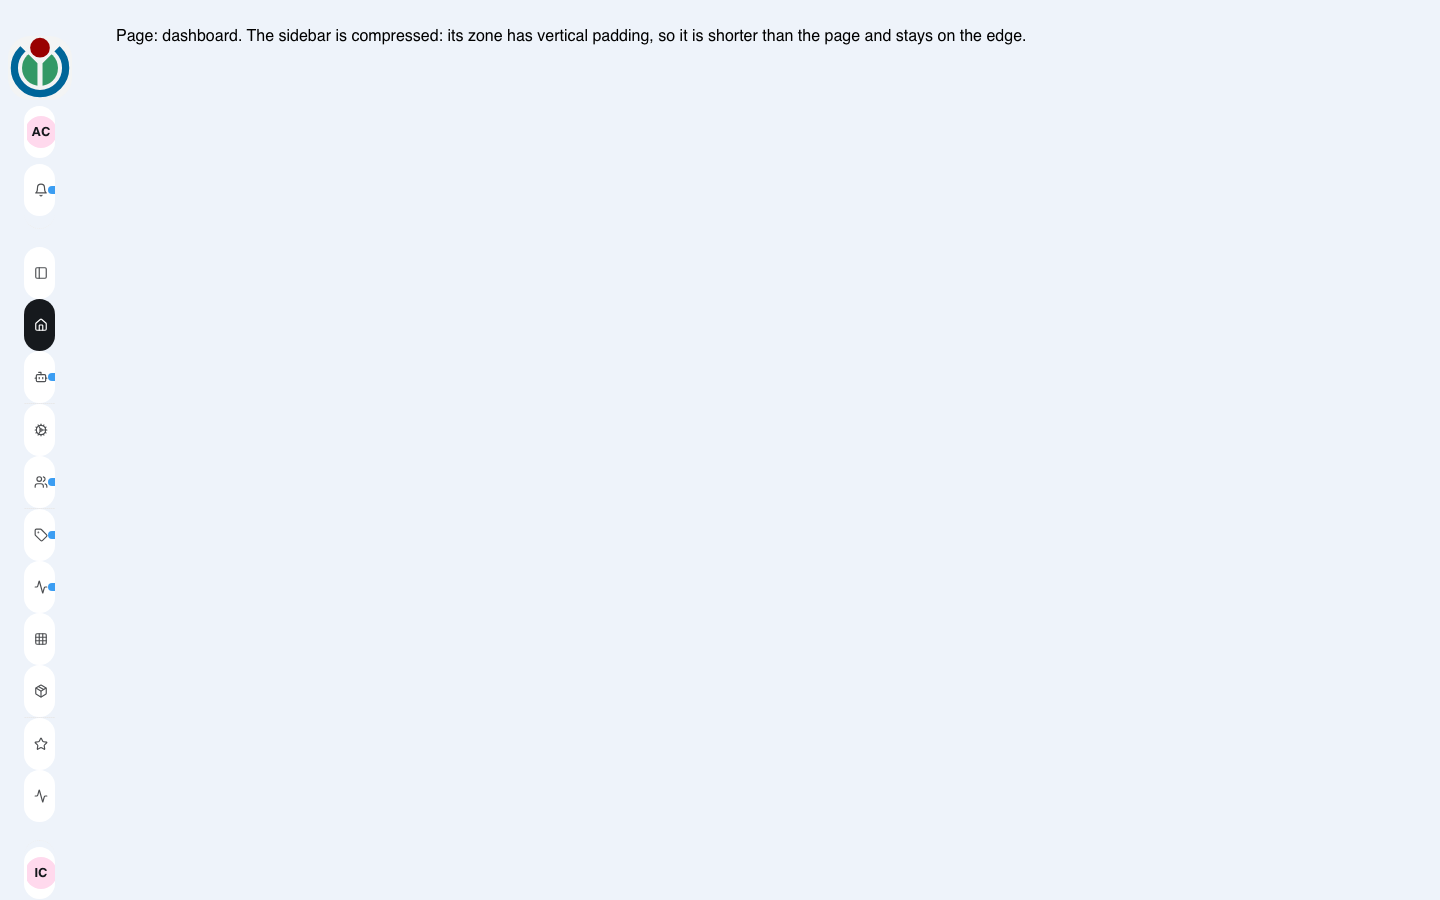 Page: dashboard. The sidebar is compressed: its zone has vertical padding, so it is shorter than the page and stays on the edge.
AC
IC